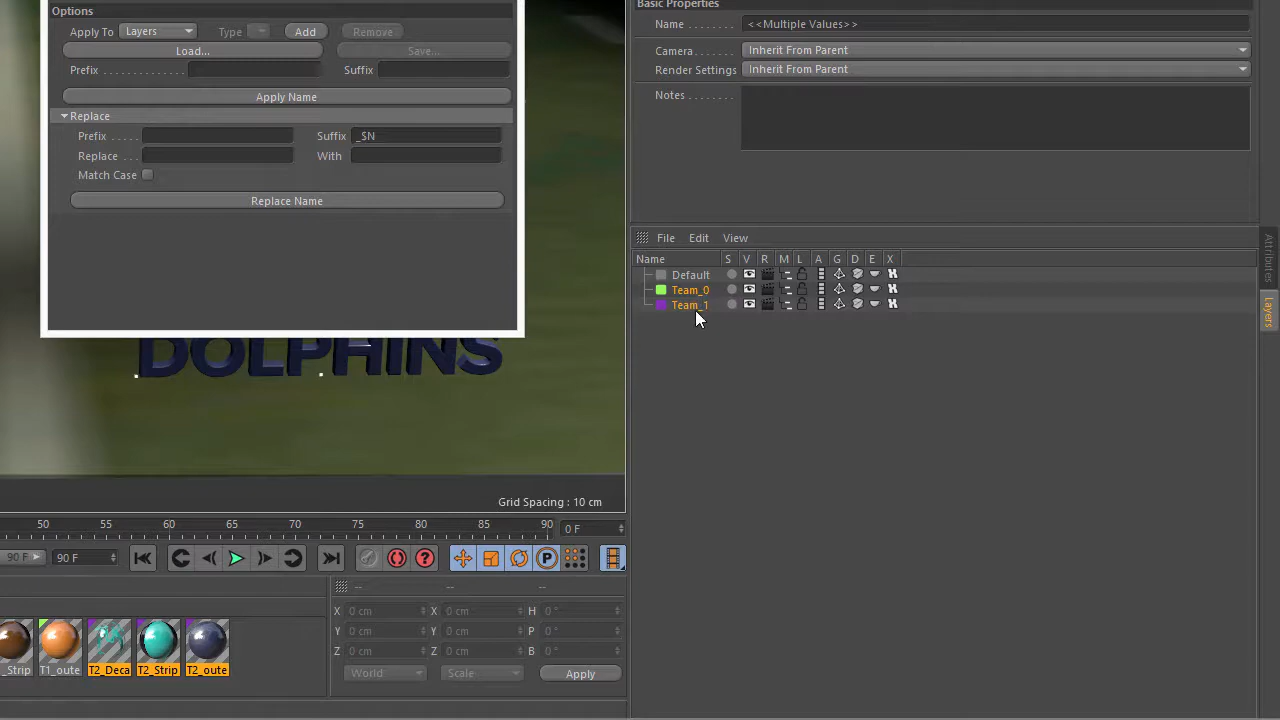 Options
Apply To Layers Type Add Remove
Load... Save...
Prefix Suffix
Apply Name
Replace
Prefix Suffix _$N
Replace With
Match Case
Replace Name
DOLPHINS
Grid Spacing : 10 cm
50 55 60 65 70 75 80 85 90 0 F
90 F 90 F
P
-- -- --
X 0 cm X 0 cm H 0 °
Y 0 cm Y 0 cm P 0 °
Z 0 cm Z 0 cm B 0 °
World Scale Apply
_Strip T1_oute T2_Deca T2_Strip T2_oute
Basic Properties
Name <<Multiple Values>>
Camera Inherit From Parent
Render Settings Inherit From Parent
Notes
File Edit View
Name S V R M L A G D E X
Default
Team_0
Team_1
Attributes
Layers